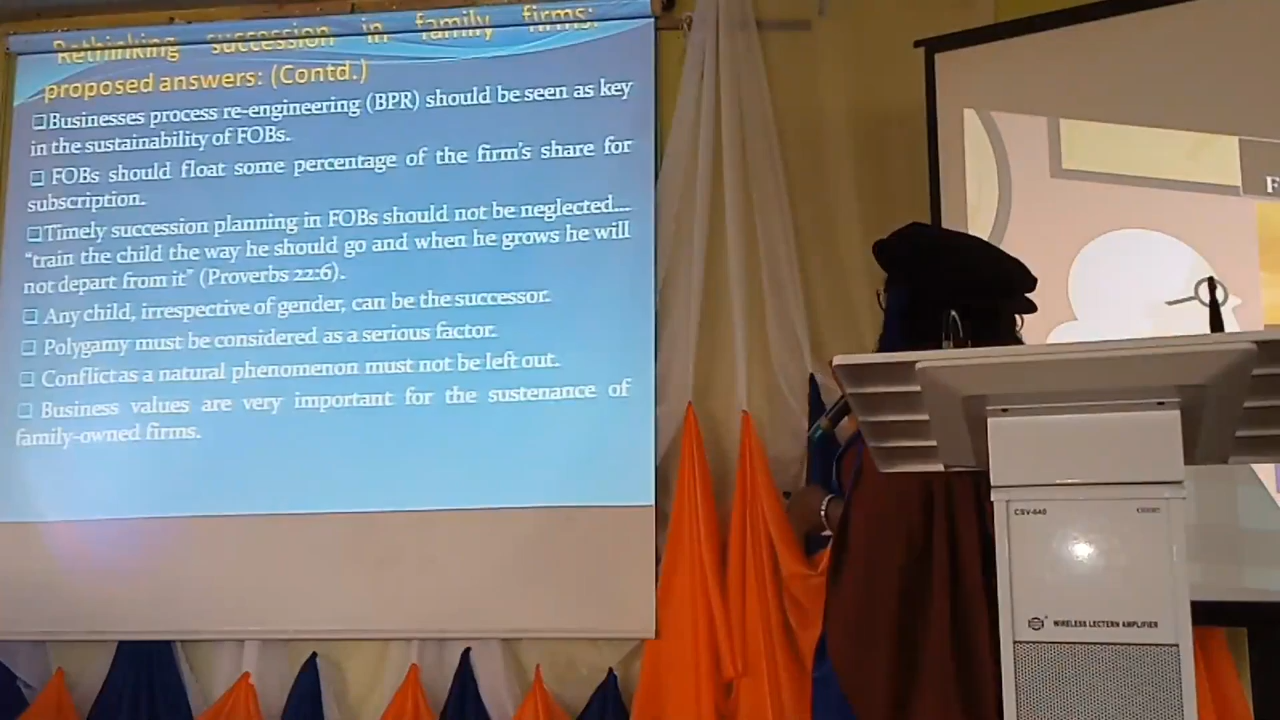 Rethinking succession in family firms:
proposed answers: (Contd.)
❑Businesses process re-engineering (BPR) should be seen as key
in the sustainability of FOBs.
❑ FOBs should float some percentage of the firm's share for
subscription.
❑Timely succession planning in FOBs should not be neglected....
"train the child the way he should go and when he grows he will
not depart from it" (Proverbs 22:6).
❑ Any child, irrespective of gender, can be the successor.
❑ Polygamy must be considered as a serious factor.
❑ Conflict as a natural phenomenon must not be left out.
❑ Business values are very important for the sustenance of
family-owned firms.
F
CSV-640
WIRELESS LECTERN AMPLIFIER